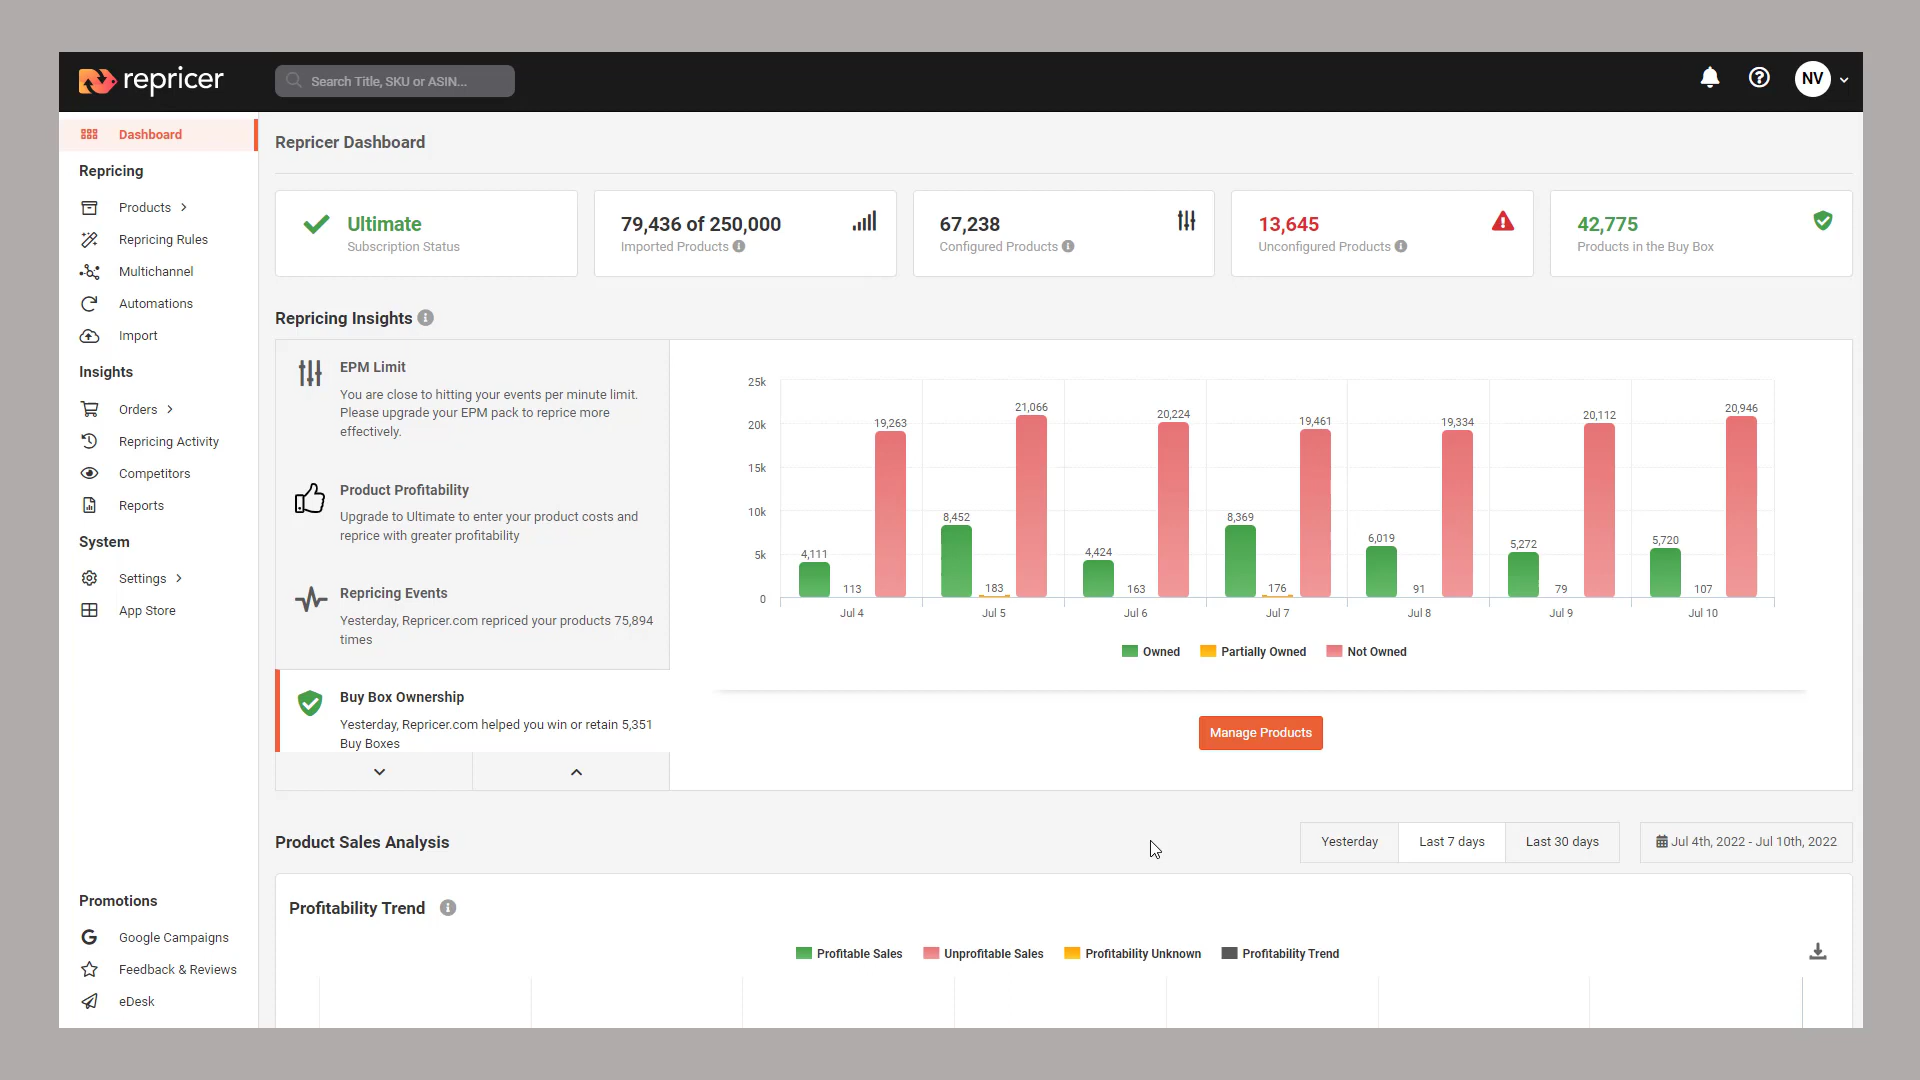 repricer
Search Title, SKU or ASIN...
NV
Dashboard
Repricing
Products
Repricing Rules
Multichannel
Automations
Import
Insights
Orders
Repricing Activity
Competitors
Reports
System
Settings
App Store
Promotions
Google Campaigns
Feedback & Reviews
eDesk
Repricer Dashboard
Ultimate
Subscription Status
79,436 of 250,000
Imported Products
67,238
Configured Products
13,645
Unconfigured Products
42,775
Products in the Buy Box
Repricing Insights
EPM Limit
You are close to hitting your events per minute limit.
Please upgrade your EPM pack to reprice more
effectively.
Product Profitability
Upgrade to Ultimate to enter your product costs and
reprice with greater profitability
Repricing Events
Yesterday, Repricer.com repriced your products 75,894
times
Buy Box Ownership
Yesterday, Repricer.com helped you win or retain 5,351
Buy Boxes
25k
20k
15k
10k
5k
0
4,111 113 19,263
8,452 183 21,066
4,424 163 20,224
8,369 176 19,461
6,019 91 19,334
5,272 79 20,112
5,720 107 20,946
Jul 4 Jul 5 Jul 6 Jul 7 Jul 8 Jul 9 Jul 10
Owned Partially Owned Not Owned
Manage Products
Product Sales Analysis
Yesterday Last 7 days Last 30 days Jul 4th, 2022 - Jul 10th, 2022
Profitability Trend
Profitable Sales Unprofitable Sales Profitability Unknown Profitability Trend